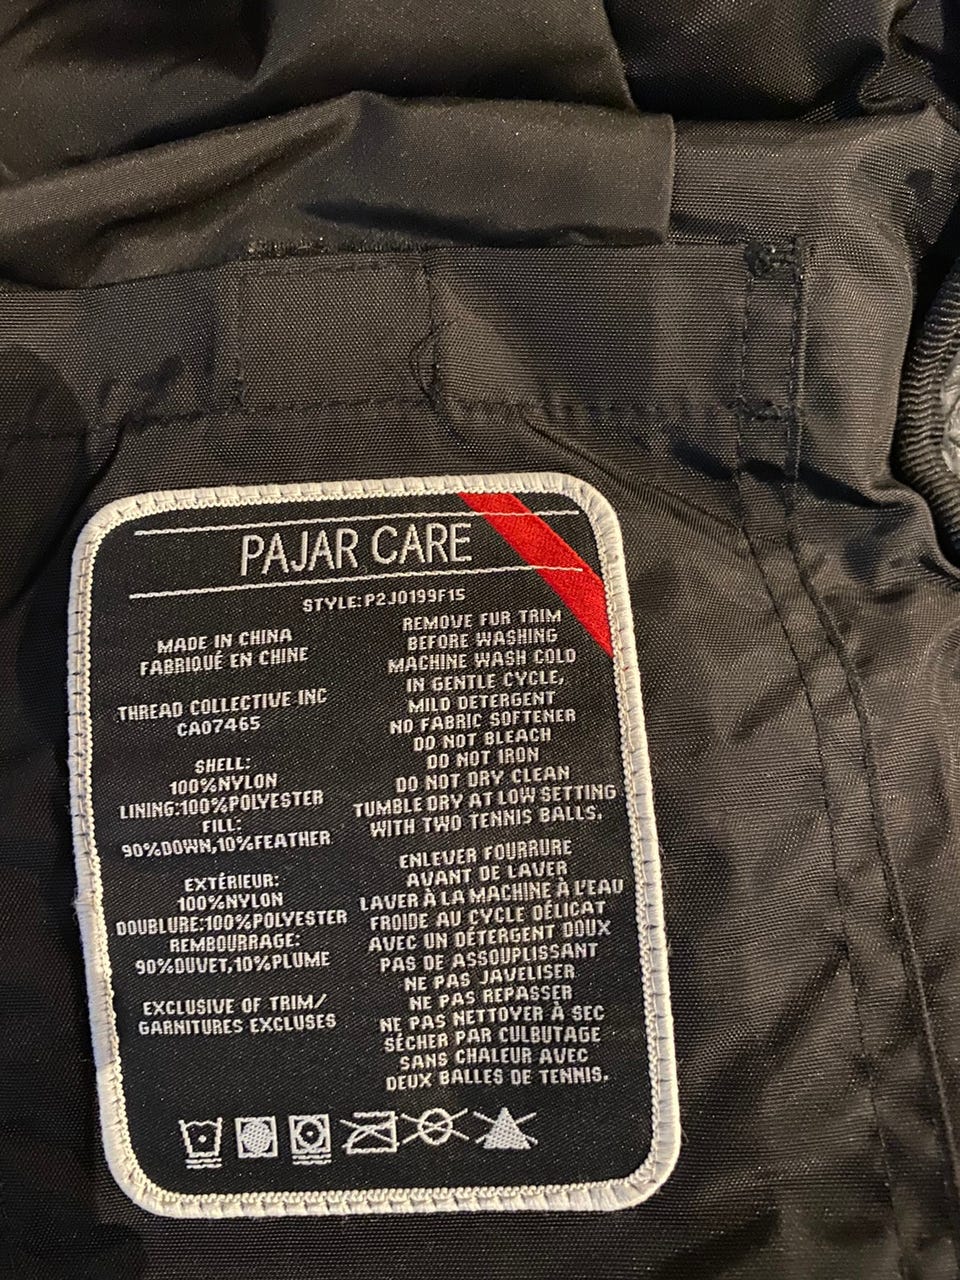 PAJAR CARE
STYLE:P2J0199F15
MADE IN CHINA
FABRIQUÉ EN CHINE
THREAD COLLECTIVE INC
CA07465
SHELL:
100%NYLON
LINING:100%POLYESTER
FILL:
90%DOWN,10%FEATHER
EXTÉRIEUR:
100%NYLON
DOUBLURE:100%POLYESTER
REMBOURRAGE:
90%DUVET,10%PLUME
EXCLUSIVE OF TRIM/
GARNITURES EXCLUSES
REMOVE FUR TRIM
BEFORE WASHING
MACHINE WASH COLD
IN GENTLE CYCLE,
MILD DETERGENT
NO FABRIC SOFTENER
DO NOT BLEACH
DO NOT IRON
DO NOT DRY CLEAN
TUMBLE DRY AT LOW SETTING
WITH TWO TENNIS BALLS.
ENLEVER FOURRURE
AVANT DE LAVER
LAVER À LA MACHINE À L'EAU
FROIDE AU CYCLE DÉLICAT
AVEC UN DÉTERGENT DOUX
PAS DE ASSOUPLISSANT
NE PAS JAVELISER
NE PAS REPASSER
NE PAS NETTOYER À SEC
SÉCHER PAR CULBUTAGE
SANS CHALEUR AVEC
DEUX BALLES DE TENNIS.